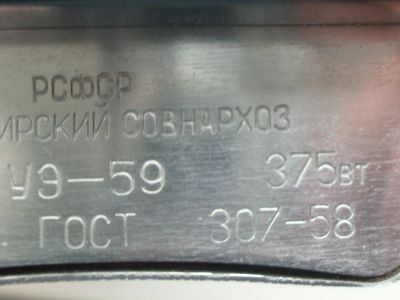 РСФСР
ИРСКИЙ СОВНАРХОЗ
УЭ-59 375вт
ГОСТ 307-58